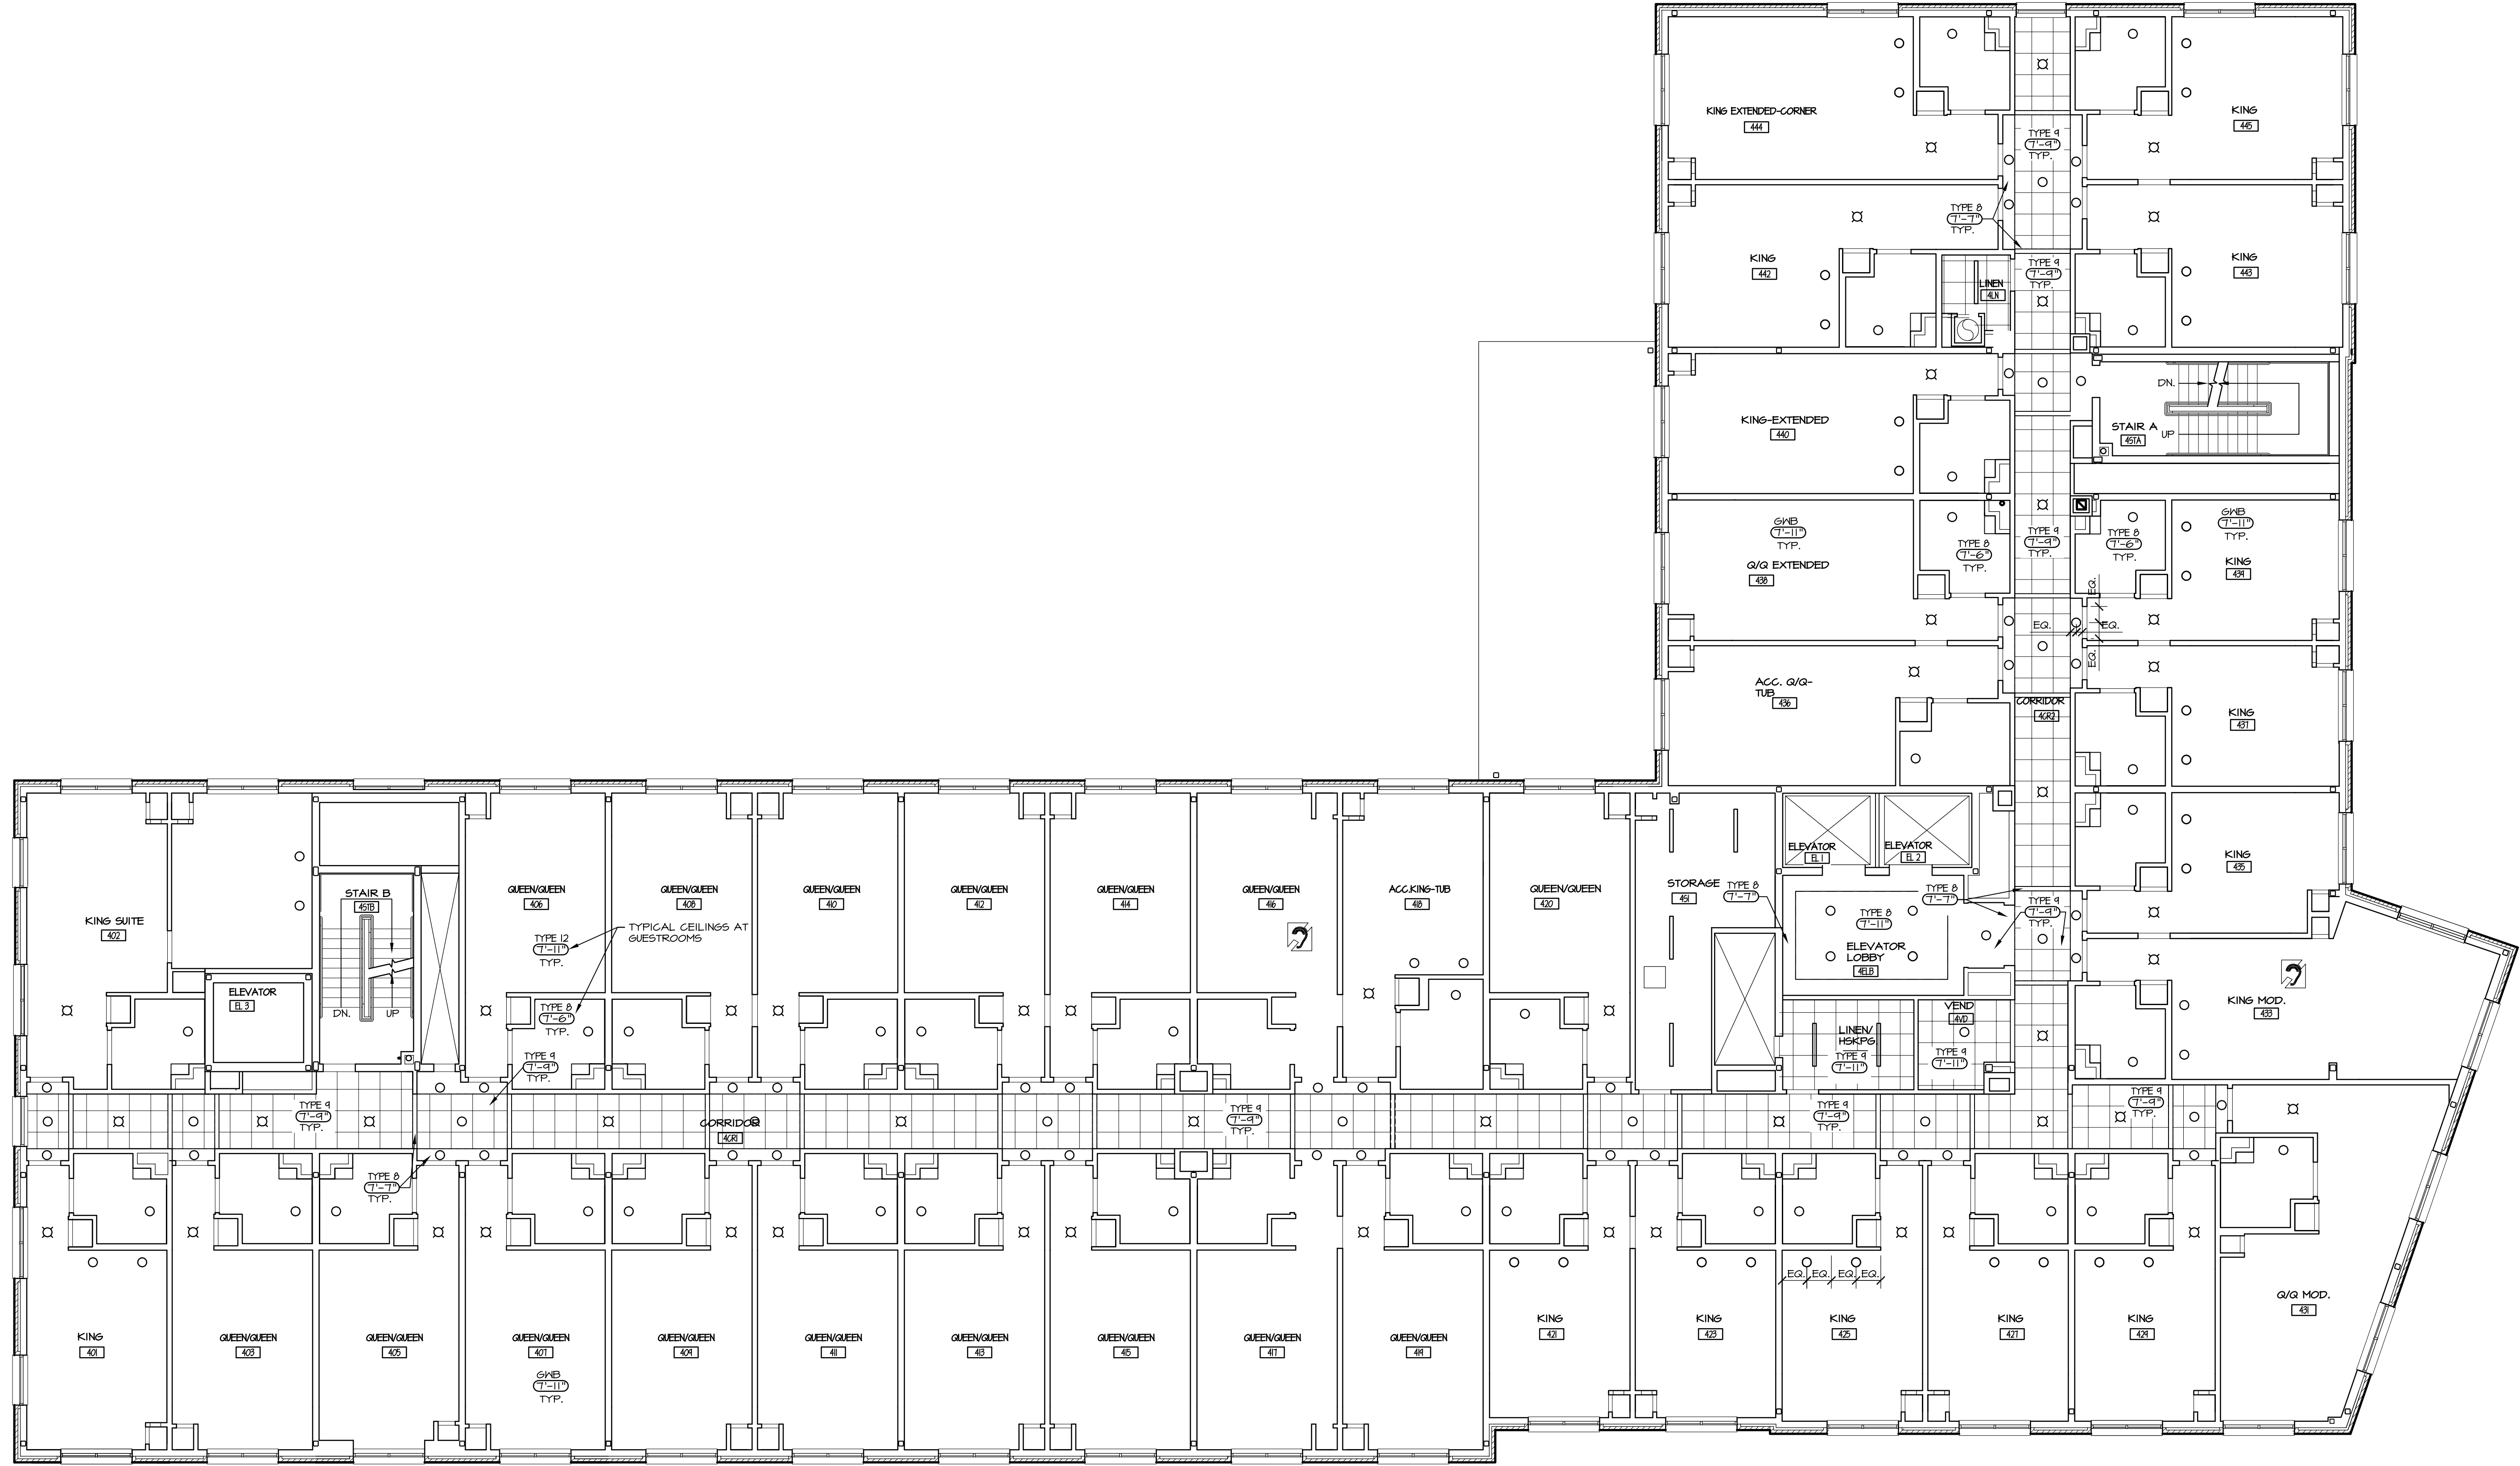 KING EXTENDED-CORNER
444
KING
445
TYPE 9
7'-9"
TYP.
TYPE 8
7'-7"
TYP.
KING
442
KING
443
TYPE 9
7'-9"
TYP.
LINEN
4LN
DN.
UP
STAIR A
4STA
KING-EXTENDED
440
GWB
7'-11"
TYP.
Q/Q EXTENDED
438
TYPE 8
7'-6"
TYP.
TYPE 9
7'-9"
TYP.
TYPE 8
7'-6"
TYP.
GWB
7'-11"
TYP.
KING
439
EQ.
EQ.
EQ.
EQ.
ACC. Q/Q-
TUB
436
CORRIDOR
4CR2
KING
437
KING
435
ELEVATOR
EL 1
ELEVATOR
EL 2
STORAGE
451
TYPE 8
7'-7"
TYPE 8
7'-11"
ELEVATOR
LOBBY
4ELB
TYPE 8
7'-7"
TYPE 9
7'-9"
TYP.
KING MOD.
433
VEND
4VD
TYPE 9
7'-11"
LINEN/
HSKPG.
TYPE 9
7'-11"
KING SUITE
402
STAIR B
4STB
DN.
UP
ELEVATOR
EL 3
QUEEN/QUEEN
406
QUEEN/QUEEN
408
QUEEN/QUEEN
410
QUEEN/QUEEN
412
QUEEN/QUEEN
414
QUEEN/QUEEN
416
ACC.KING-TUB
418
QUEEN/QUEEN
420
TYPICAL CEILINGS AT
GUESTROOMS
TYPE 12
7'-11"
TYP.
TYPE 8
7'-6"
TYP.
TYPE 9
7'-9"
TYP.
TYPE 9
7'-9"
TYP.
CORRIDOR
4CR1
TYPE 9
7'-9"
TYP.
TYPE 9
7'-9"
TYP.
TYPE 9
7'-9"
TYP.
TYPE 8
7'-7"
TYP.
EQ.
EQ.
EQ.
EQ.
KING
401
QUEEN/QUEEN
403
QUEEN/QUEEN
405
QUEEN/QUEEN
407
GWB
7'-11"
TYP.
QUEEN/QUEEN
409
QUEEN/QUEEN
411
QUEEN/QUEEN
413
QUEEN/QUEEN
415
QUEEN/QUEEN
417
QUEEN/QUEEN
419
KING
421
KING
423
KING
425
KING
427
KING
429
Q/Q MOD.
431